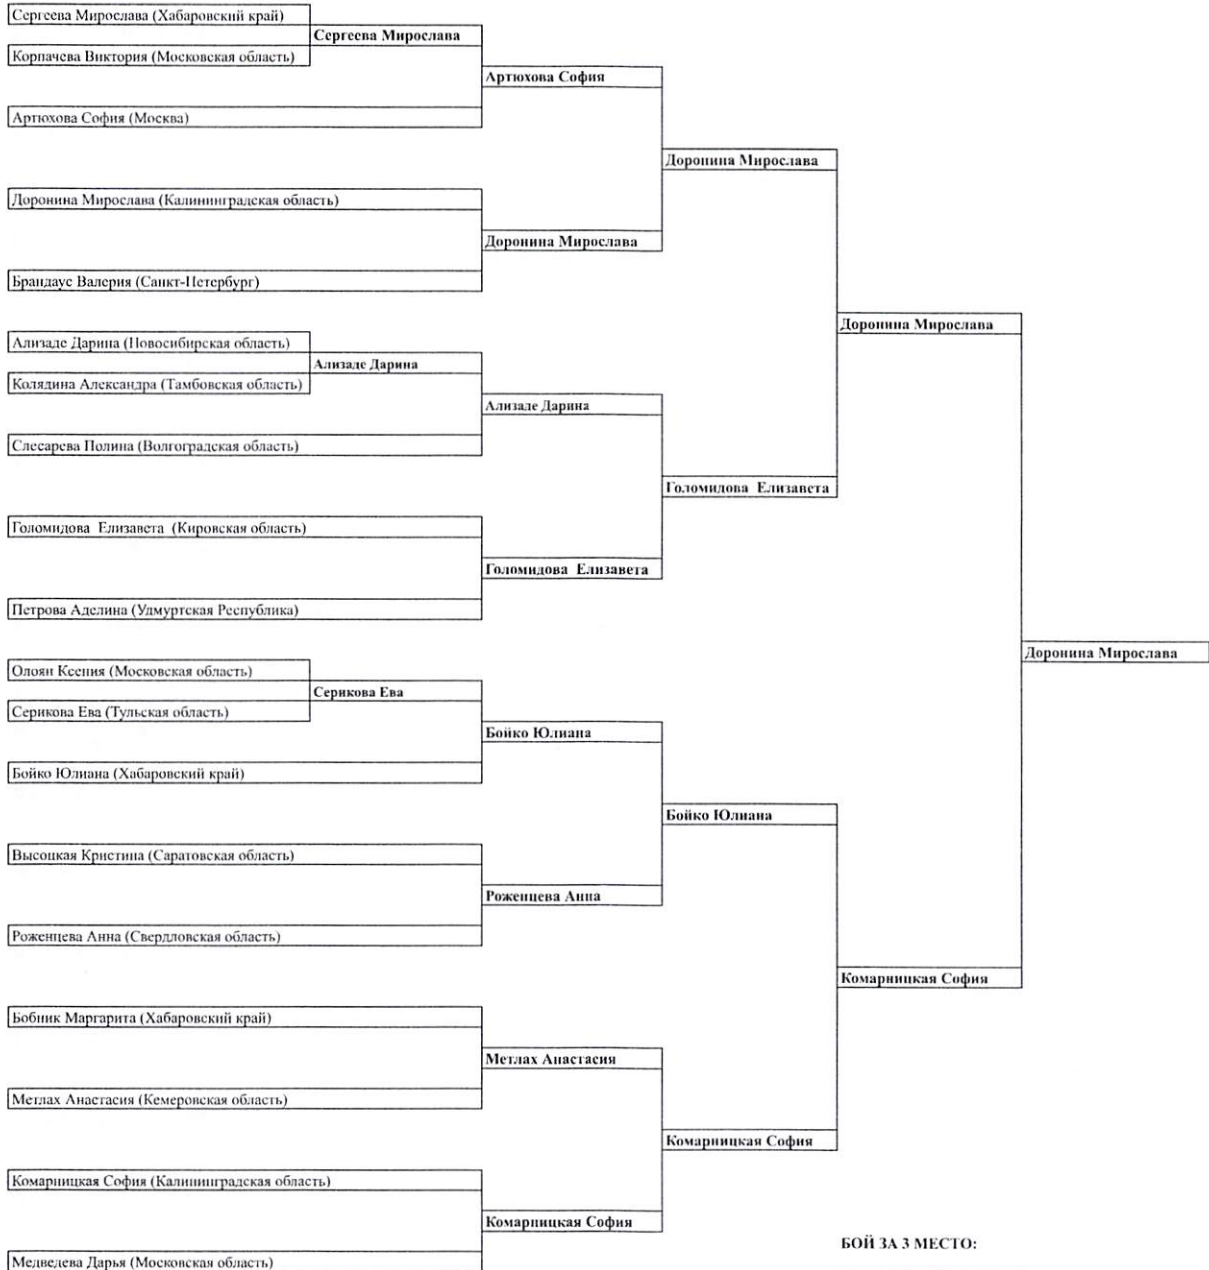 Сергеева Мирослава (Хабаровский край)
Сергеева Мирослава
Корпачева Виктория (Московская область)
Артюхова София
Артюхова София (Москва)
Доронина Мирослава
Доронина Мирослава (Калининградская область)
Доронина Мирослава
Брандаус Валерия (Санкт-Петербург)
Доронина Мирослава
Ализаде Дарина (Новосибирская область)
Ализаде Дарина
Колядина Александра (Тамбовская область)
Ализаде Дарина
Слесарева Полина (Волгоградская область)
Голомидова Елизавета
Голомидова Елизавета (Кировская область)
Голомидова Елизавета
Петрова Аделина (Удмуртская Республика)
Доронина Мирослава
Олоян Ксения (Московская область)
Серикова Ева
Серикова Ева (Тульская область)
Бойко Юлиана
Бойко Юлиана (Хабаровский край)
Бойко Юлиана
Высоцкая Кристина (Саратовская область)
Роженцева Анна
Роженцева Анна (Свердловская область)
Комарницкая София
Бобник Маргарита (Хабаровский край)
Метлах Анастасия
Метлах Анастасия (Кемеровская область)
Комарницкая София
Комарницкая София (Калининградская область)
Комарницкая София
БОЙ ЗА 3 МЕСТО:
Медведева Дарья (Московская область)